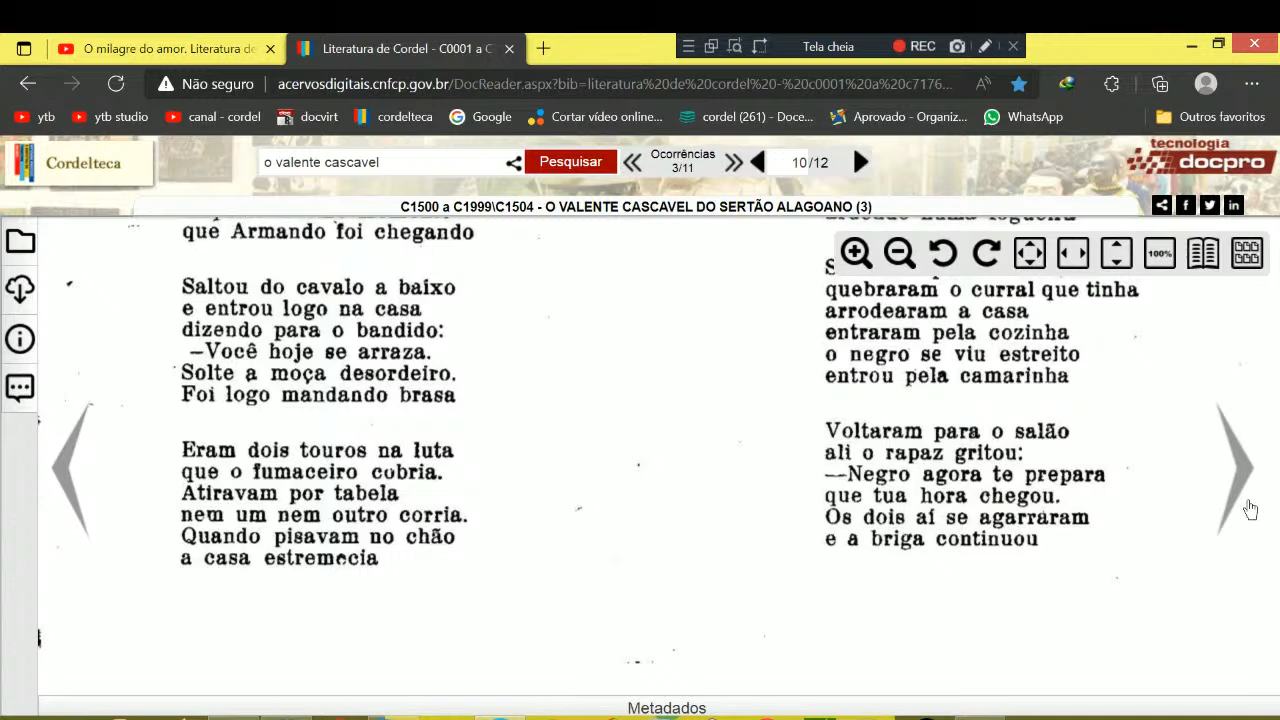 Tela cheia
REC
O milagre do amor. Literatura de
Literatura de Cordel - C0001 a C
Não seguro
acervosdigitais.cnfcp.gov.br/DocReader.aspx?bib=literatura%20de%20cordel%20-%20c0001%20a%20c7176...
ytb
ytb studio
canal - cordel
docvirt
cordelteca
Google
Cortar vídeo online...
cordel (261) - Doce...
Aprovado - Organiz...
WhatsApp
Outros favoritos
Cordelteca
o valente cascavel
Pesquisar
Ocorrências
3/11
10/12
tecnologia
docpro
C1500 a C1999\C1504 - O VALENTE CASCAVEL DO SERTÃO ALAGOANO (3)
100%
que Armando foi chegando
Saltou do cavalo a baixo
e entrou logo na casa
dizendo para o bandido:
—Você hoje se arraza.
Solte a moça desordeiro.
Foi logo mandando brasa
Eram dois touros na luta
que o fumaceiro cobria.
Atiravam por tabela
nem um nem outro corria.
Quando pisavam no chão
a casa estremecia
quebraram o curral que tinha
arrodearam a casa
entraram pela cozinha
o negro se viu estreito
entrou pela camarinha
Voltaram para o salão
ali o rapaz gritou:
—Negro agora te prepara
que tua hora chegou.
Os dois aí se agarraram
e a briga continuou
Metadados